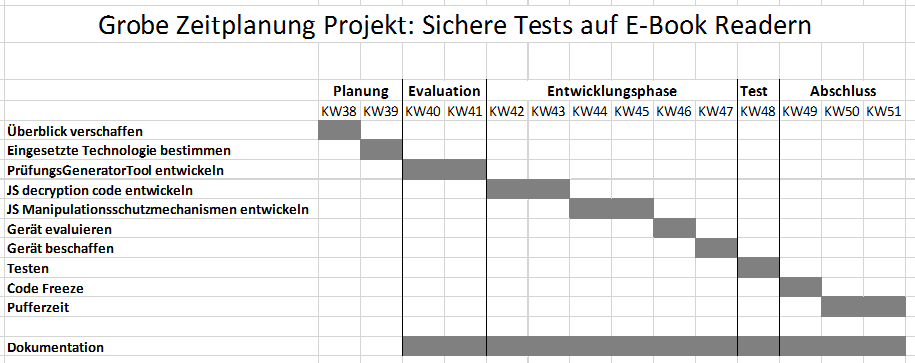 Grobe Zeitplanung Projekt: Sichere Tests auf E-Book Readern
Planung Evaluation Entwicklungsphase Test Abschluss
KW38 KW39 KW40 KW41 KW42 KW43 KW44 KW45 KW46 KW47 KW48 KW49 KW50 KW51
Überblick verschaffen
Eingesetzte Technologie bestimmen
PrüfungsGeneratorTool entwickeln
JS decryption code entwickeln
JS Manipulationsschutzmechanismen entwickeln
Gerät evaluieren
Gerät beschaffen
Testen
Code Freeze
Pufferzeit
Dokumentation